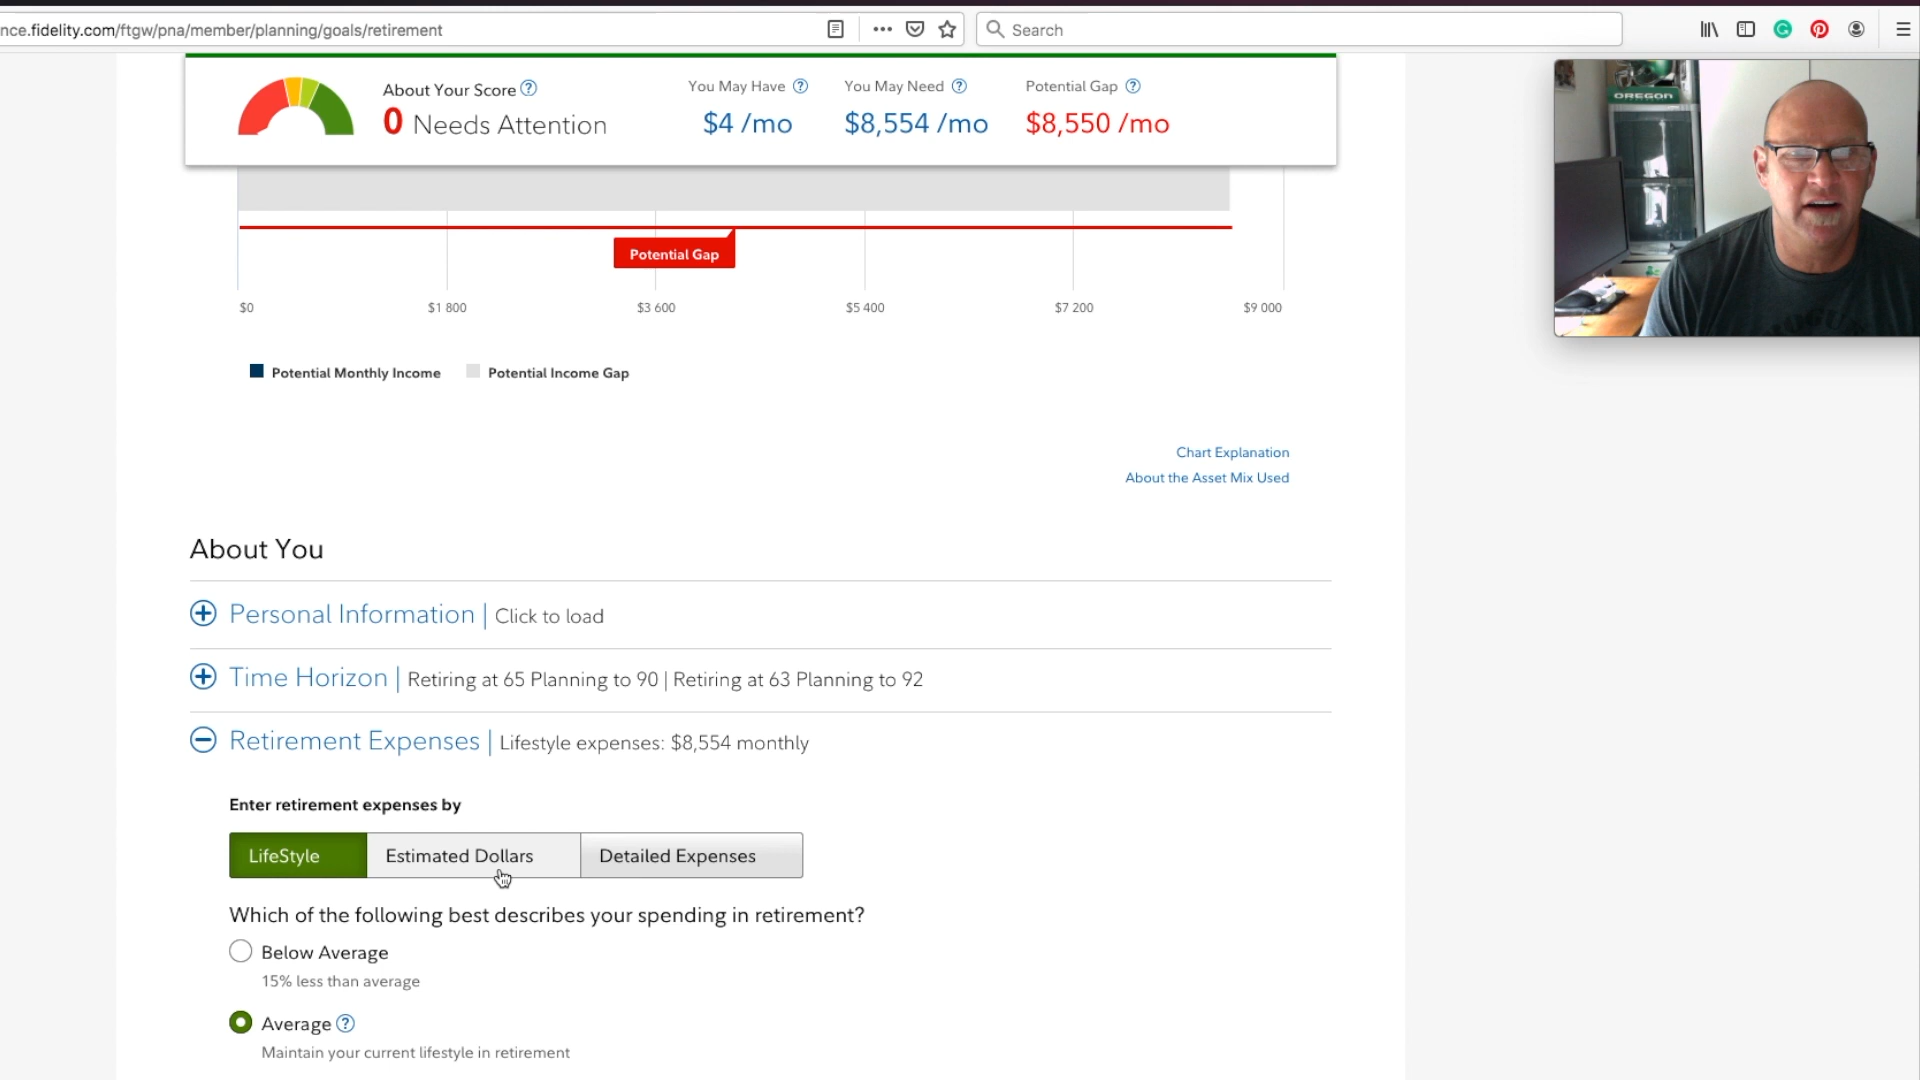 nce.fidelity.com/ftgw/pna/member/planning/goals/retirement
Search
About Your Score ?
0 Needs Attention
You May Have ?
$4 /mo
You May Need ?
$8,554 /mo
Potential Gap ?
$8,550 /mo
OREGON
Potential Gap
$0 $1 800 $3 600 $5 400 $7 200 $9 000
Potential Monthly Income Potential Income Gap
Chart Explanation
About the Asset Mix Used
About You
Personal Information | Click to load
Time Horizon | Retiring at 65 Planning to 90 | Retiring at 63 Planning to 92
Retirement Expenses | Lifestyle expenses: $8,554 monthly
Enter retirement expenses by
LifeStyle Estimated Dollars Detailed Expenses
Which of the following best describes your spending in retirement?
Below Average
15% less than average
Average ?
Maintain your current lifestyle in retirement